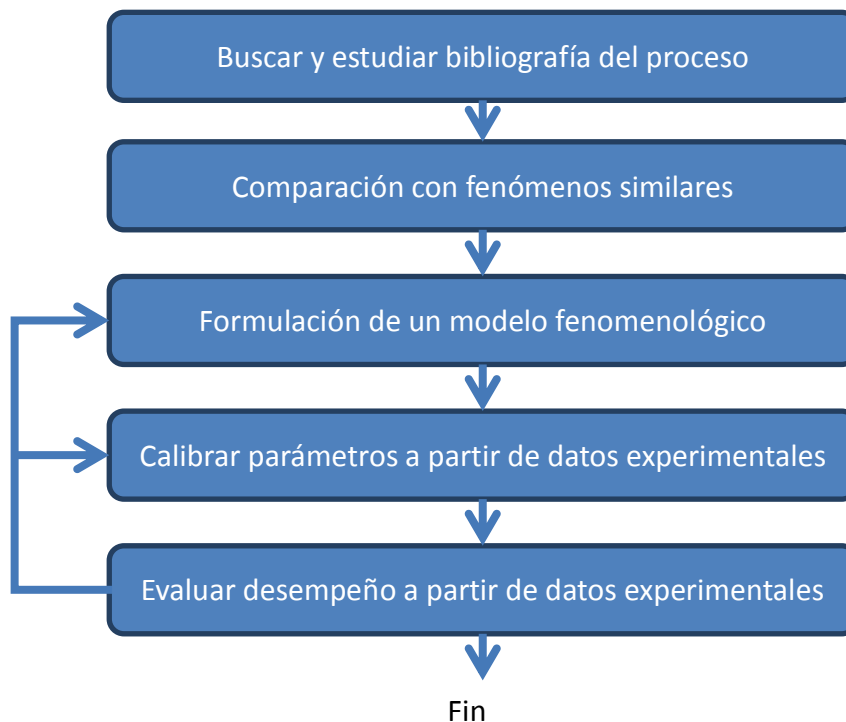 Buscar y estudiar bibliografía del proceso
Comparación con fenómenos similares
Formulación de un modelo fenomenológico
Calibrar parámetros a partir de datos experimentales
Evaluar desempeño a partir de datos experimentales
Fin